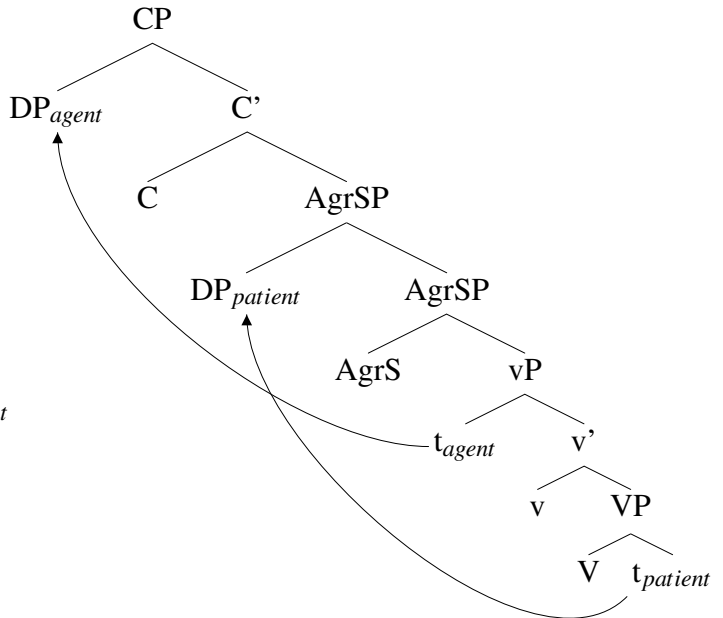 CP
DPagent C’
C AgrSP
DPpatient AgrSP
AgrS vP
t
tagent v’
v VP
V tpatient